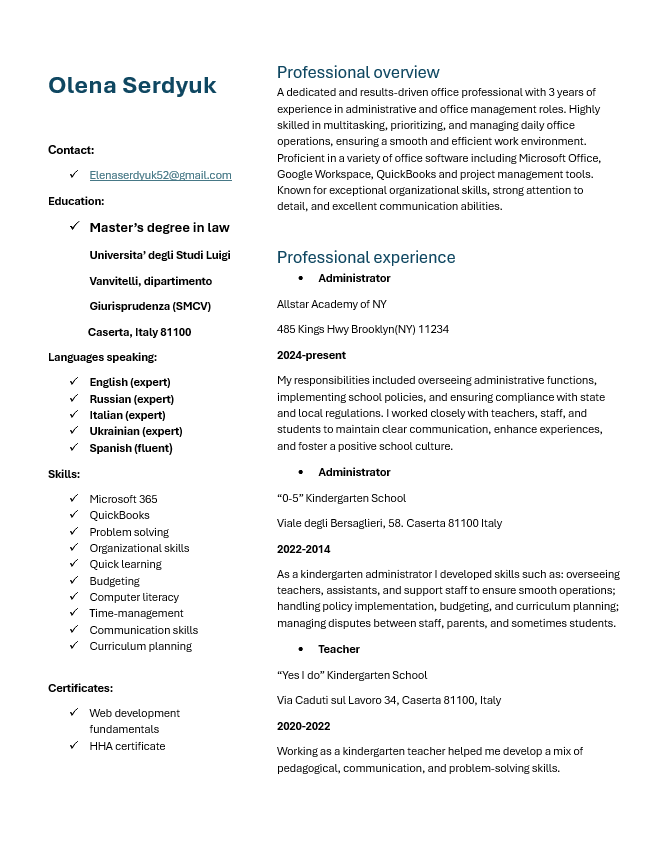 Olena Serdyuk
Contact:
✓ Elenaserdyuk52@gmail.com
Education:
✓ Master’s degree in law
Universita’ degli Studi Luigi
Vanvitelli, dipartimento
Giurisprudenza (SMCV)
Caserta, Italy 81100
Languages speaking:
✓ English (expert)
✓ Russian (expert)
✓ Italian (expert)
✓ Ukrainian (expert)
✓ Spanish (fluent)
Skills:
✓ Microsoft 365
✓ QuickBooks
✓ Problem solving
✓ Organizational skills
✓ Quick learning
✓ Budgeting
✓ Computer literacy
✓ Time-management
✓ Communication skills
✓ Curriculum planning
Certificates:
✓ Web development
fundamentals
✓ HHA certificate
Professional overview
A dedicated and results-driven office professional with 3 years of
experience in administrative and office management roles. Highly
skilled in multitasking, prioritizing, and managing daily office
operations, ensuring a smooth and efficient work environment.
Proficient in a variety of office software including Microsoft Office,
Google Workspace, QuickBooks and project management tools.
Known for exceptional organizational skills, strong attention to
detail, and excellent communication abilities.
Professional experience
• Administrator
Allstar Academy of NY
485 Kings Hwy Brooklyn(NY) 11234
2024-present
My responsibilities included overseeing administrative functions,
implementing school policies, and ensuring compliance with state
and local regulations. I worked closely with teachers, staff, and
students to maintain clear communication, enhance experiences,
and foster a positive school culture.
• Administrator
“0-5” Kindergarten School
Viale degli Bersaglieri, 58. Caserta 81100 Italy
2022-2014
As a kindergarten administrator I developed skills such as: overseeing
teachers, assistants, and support staff to ensure smooth operations;
handling policy implementation, budgeting, and curriculum planning;
managing disputes between staff, parents, and sometimes students.
• Teacher
“Yes I do” Kindergarten School
Via Caduti sul Lavoro 34, Caserta 81100, Italy
2020-2022
Working as a kindergarten teacher helped me develop a mix of
pedagogical, communication, and problem-solving skills.